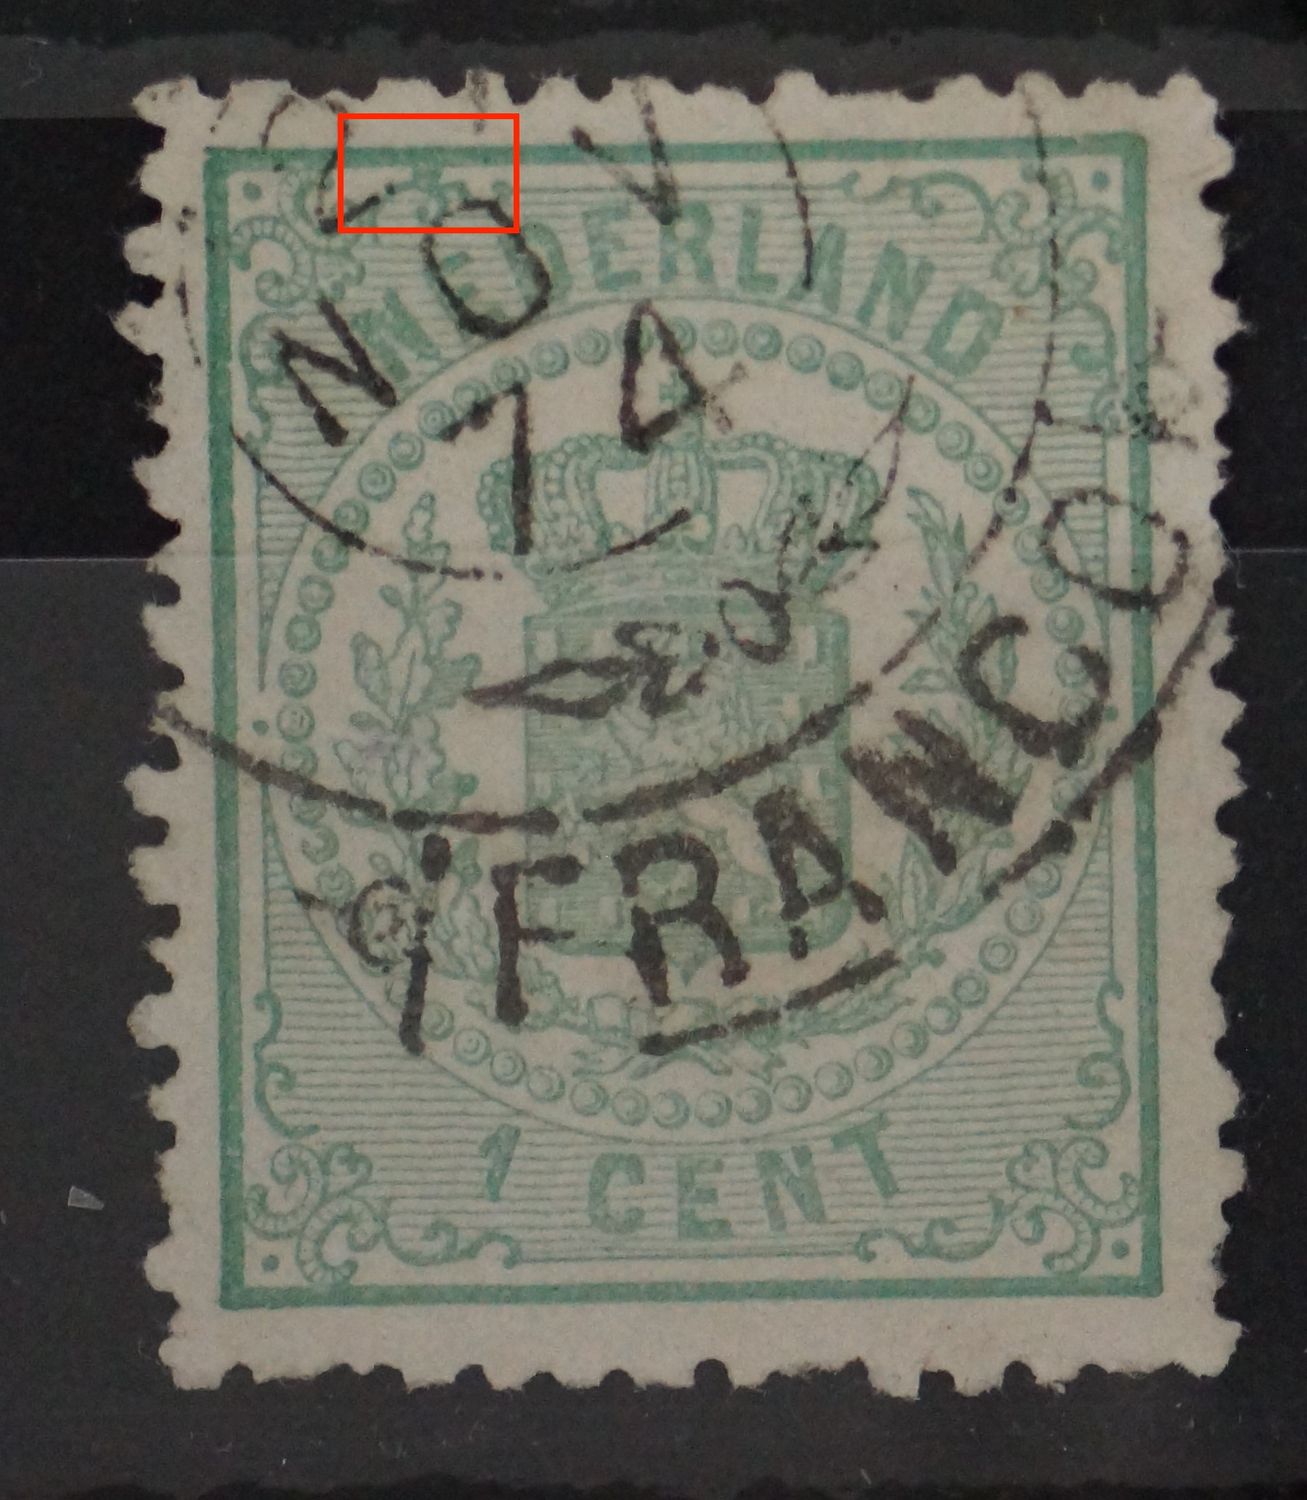 NOV
74
NEDERLAND
FRANCO
1 CENT